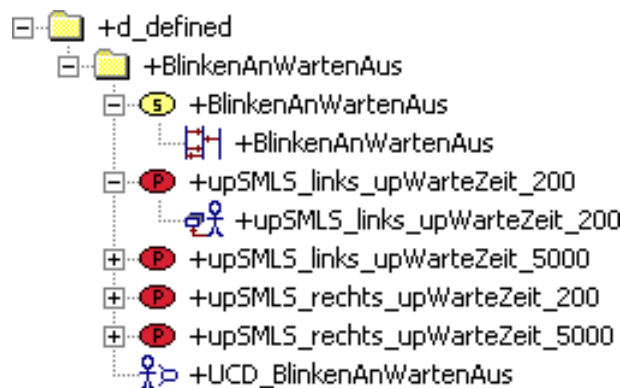 +d_defined
+BlinkenAnWartenAus
S +BlinkenAnWartenAus
+BlinkenAnWartenAus
P +upSMLS_links_upWarteZeit_200
+upSMLS_links_upWarteZeit_200
P +upSMLS_links_upWarteZeit_5000
P +upSMLS_rechts_upWarteZeit_200
P +upSMLS_rechts_upWarteZeit_5000
+UCD_BlinkenAnWartenAus